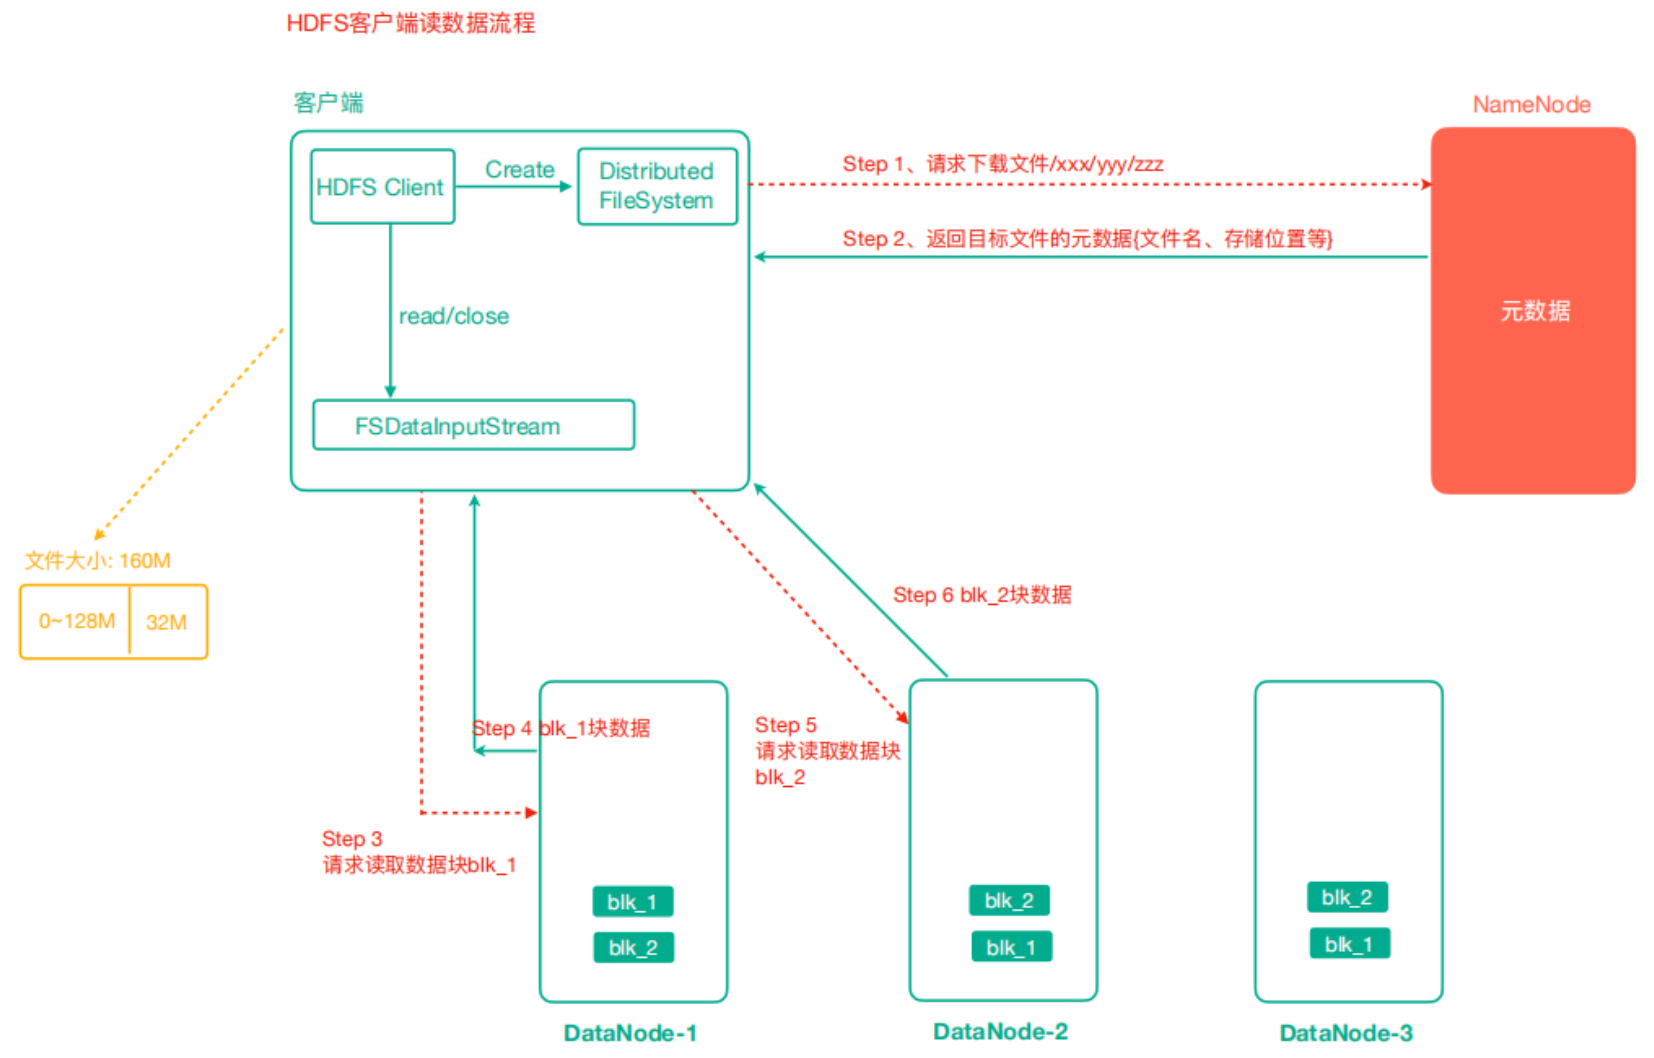 HDFS客户端读数据流程
客户端
NameNode
HDFS Client
Create
Distributed
FileSystem
Step 1、请求下载文件/xxx/yyy/zzz
Step 2、返回目标文件的元数据{文件名、存储位置等}
元数据
read/close
FSDataInputStream
文件大小: 160M
0~128M
32M
Step 6 blk_2块数据
Step 4 blk_1块数据
Step 5
请求读取数据块
blk_2
Step 3
请求读取数据块blk_1
blk_1
blk_2
blk_2
blk_1
blk_2
blk_1
DataNode-1
DataNode-2
DataNode-3